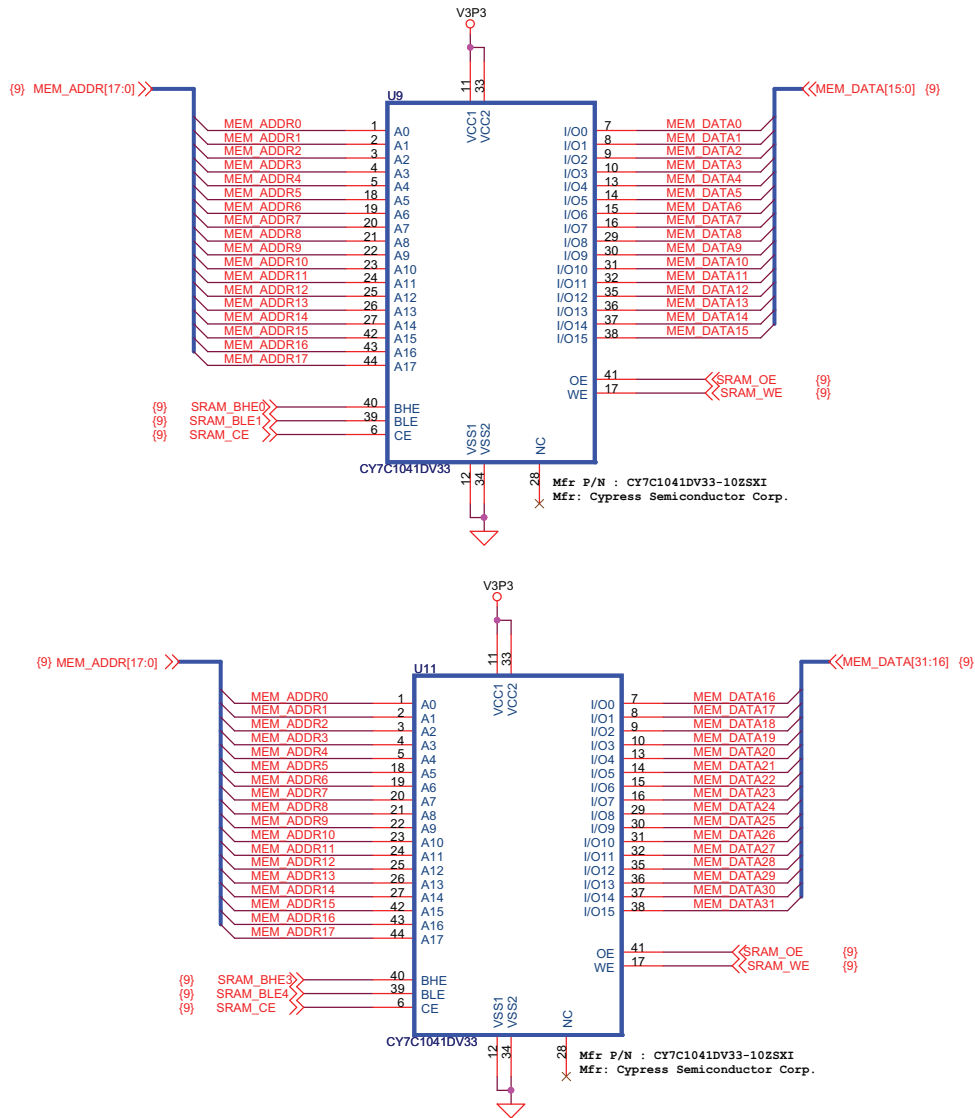 V3P3
11 33
{9} MEM_ADDR[17:0] MEM_DATA[15:0] {9}
U9
VCC1 VCC2
MEM_ADDR0 1 A0 I/O0 7 MEM_DATA0
MEM_ADDR1 2 A1 I/O1 8 MEM_DATA1
MEM_ADDR2 3 A2 I/O2 9 MEM_DATA2
MEM_ADDR3 4 A3 I/O3 10 MEM_DATA3
MEM_ADDR4 5 A4 I/O4 13 MEM_DATA4
MEM_ADDR5 18 A5 I/O5 14 MEM_DATA5
MEM_ADDR6 19 A6 I/O6 15 MEM_DATA6
MEM_ADDR7 20 A7 I/O7 16 MEM_DATA7
MEM_ADDR8 21 A8 I/O8 29 MEM_DATA8
MEM_ADDR9 22 A9 I/O9 30 MEM_DATA9
MEM_ADDR10 23 A10 I/O10 31 MEM_DATA10
MEM_ADDR11 24 A11 I/O11 32 MEM_DATA11
MEM_ADDR12 25 A12 I/O12 35 MEM_DATA12
MEM_ADDR13 26 A13 I/O13 36 MEM_DATA13
MEM_ADDR14 27 A14 I/O14 37 MEM_DATA14
MEM_ADDR15 42 A15 I/O15 38 MEM_DATA15
MEM_ADDR16 43 A16
MEM_ADDR17 44 A17
OE 41 SRAM_OE {9}
WE 17 SRAM_WE {9}
{9} SRAM_BHE0 40 BHE
{9} SRAM_BLE1 39 BLE
{9} SRAM_CE 6 CE
VSS1 VSS2 NC
CY7C1041DV33
12 34 28
Mfr P/N : CY7C1041DV33-10ZSXI
Mfr: Cypress Semiconductor Corp.
V3P3
11 33
{9} MEM_ADDR[17:0] MEM_DATA[31:16] {9}
U11
VCC1 VCC2
MEM_ADDR0 1 A0 I/O0 7 MEM_DATA16
MEM_ADDR1 2 A1 I/O1 8 MEM_DATA17
MEM_ADDR2 3 A2 I/O2 9 MEM_DATA18
MEM_ADDR3 4 A3 I/O3 10 MEM_DATA19
MEM_ADDR4 5 A4 I/O4 13 MEM_DATA20
MEM_ADDR5 18 A5 I/O5 14 MEM_DATA21
MEM_ADDR6 19 A6 I/O6 15 MEM_DATA22
MEM_ADDR7 20 A7 I/O7 16 MEM_DATA23
MEM_ADDR8 21 A8 I/O8 29 MEM_DATA24
MEM_ADDR9 22 A9 I/O9 30 MEM_DATA25
MEM_ADDR10 23 A10 I/O10 31 MEM_DATA26
MEM_ADDR11 24 A11 I/O11 32 MEM_DATA27
MEM_ADDR12 25 A12 I/O12 35 MEM_DATA28
MEM_ADDR13 26 A13 I/O13 36 MEM_DATA29
MEM_ADDR14 27 A14 I/O14 37 MEM_DATA30
MEM_ADDR15 42 A15 I/O15 38 MEM_DATA31
MEM_ADDR16 43 A16
MEM_ADDR17 44 A17
OE 41 SRAM_OE {9}
WE 17 SRAM_WE {9}
{9} SRAM_BHE3 40 BHE
{9} SRAM_BLE4 39 BLE
{9} SRAM_CE 6 CE
VSS1 VSS2 NC
CY7C1041DV33
12 34 28
Mfr P/N : CY7C1041DV33-10ZSXI
Mfr: Cypress Semiconductor Corp.